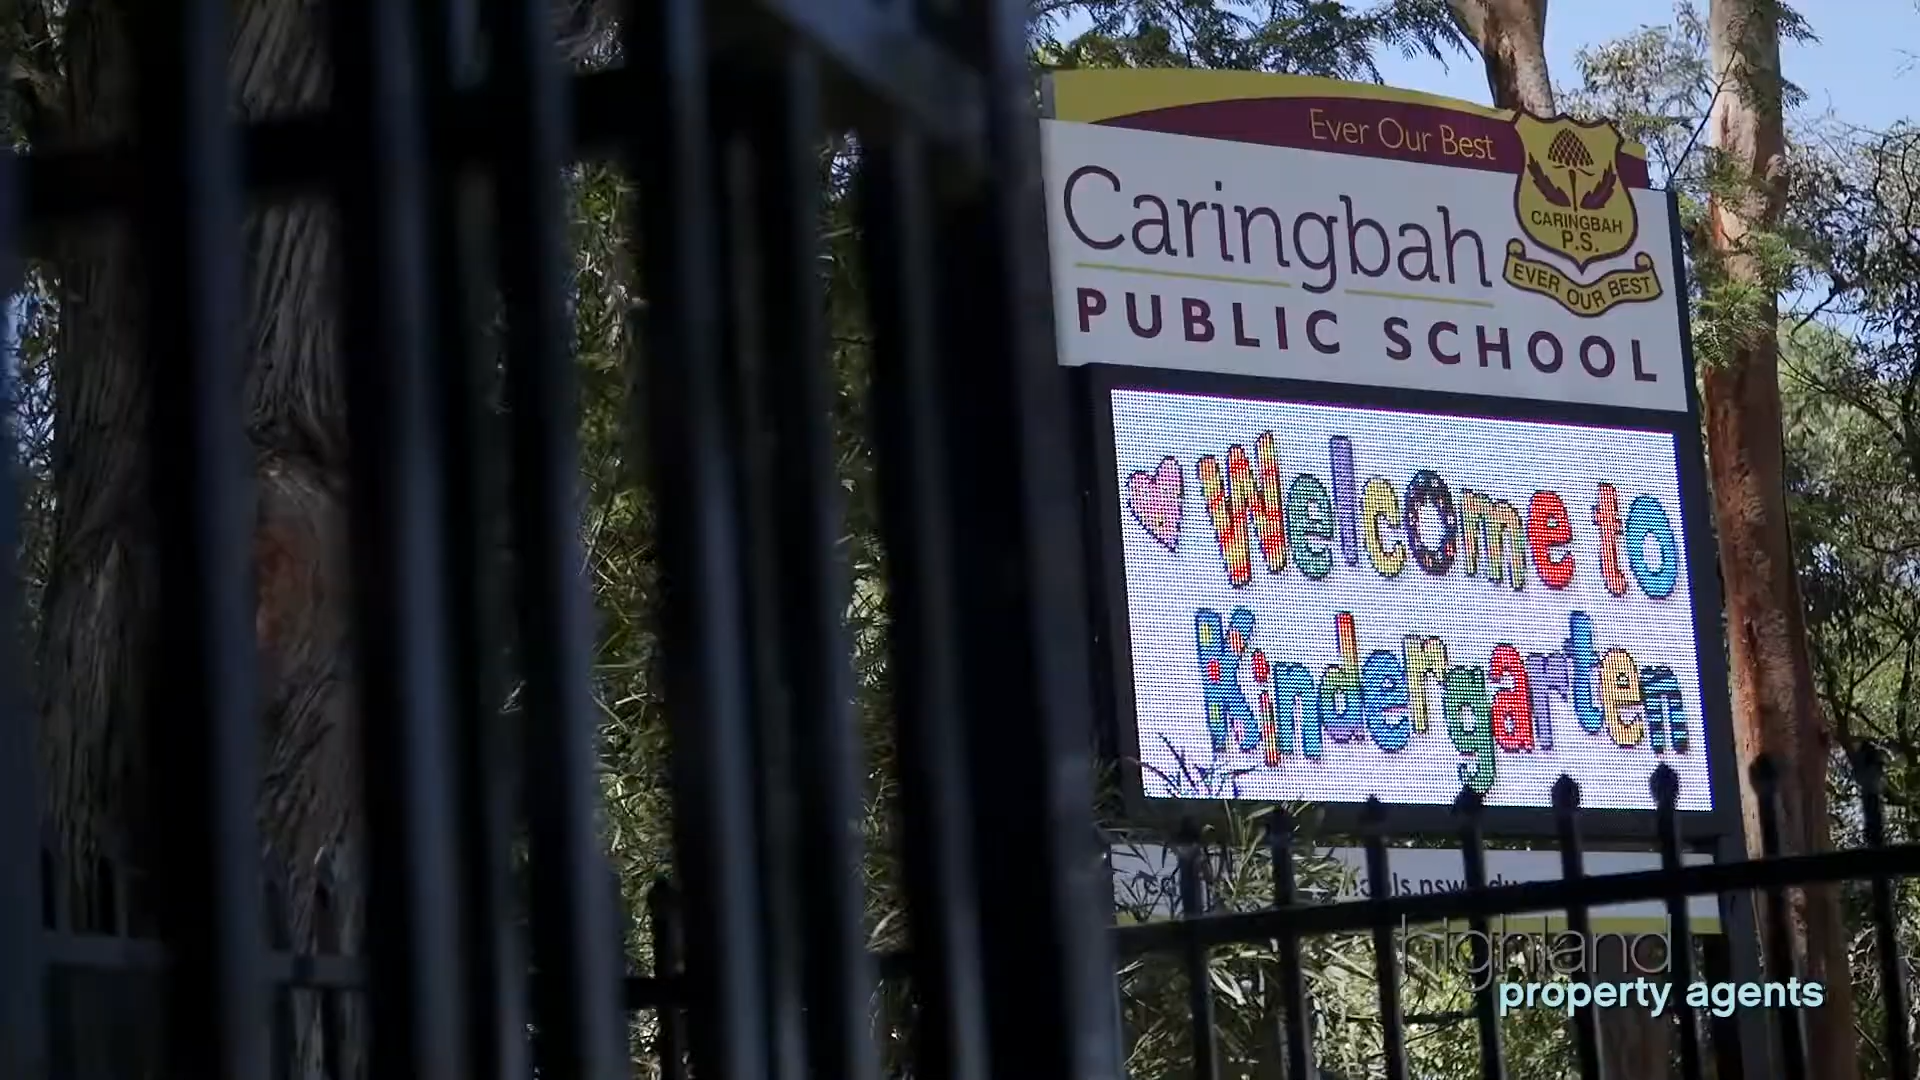 Ever Our Best
Caringbah
PUBLIC SCHOOL
CARINGBAH
P.S.
EVER OUR BEST
Welcome to
Kindergarten
highland
property agents